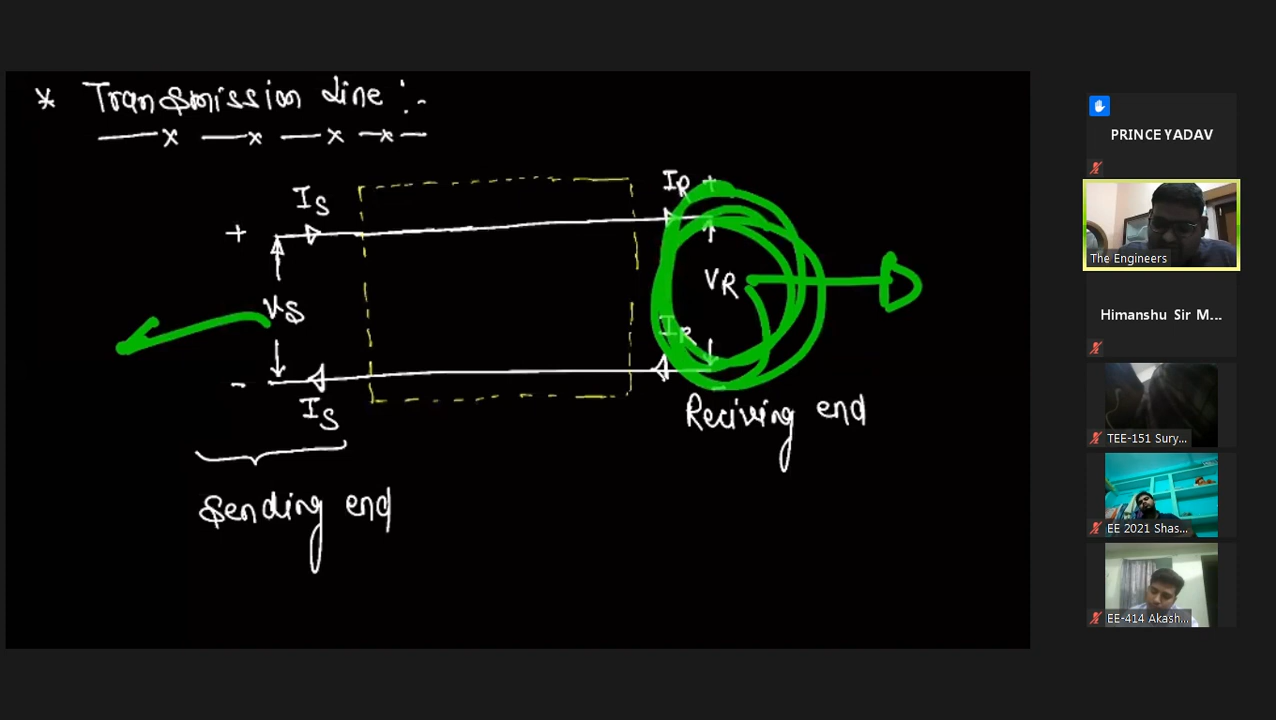 * Transmission Line :-
IS
IR +
+
VS
VR
IR
-
IS
Reciving end
Sending end
PRINCE YADAV
The Engineers
Himanshu Sir M...
TEE-151 Sury...
EE 2021 Shas...
EE-414 Akash...